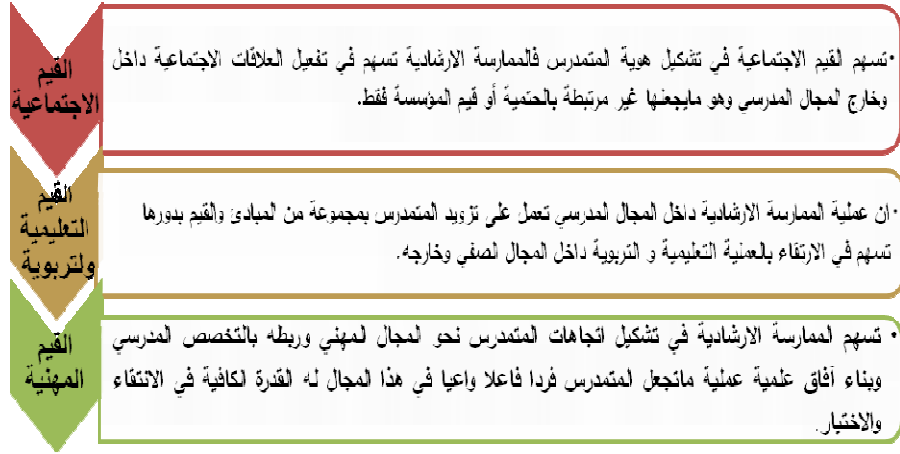 القيم
الاجتماعية
•تسهم القيم الاجتماعية في تشكيل هوية المتمدرس فالممارسة الارشادية تسهم في تفعيل العلاقات الاجتماعية داخل
وخارج المجال المدرسي وهو مايجعلها غير مرتبطة بالحتمية أو قيم المؤسسة فقط.
القيم
التعليمية
ولتربوية
•ان عملية الممارسة الارشادية داخل المجال المدرسي تعمل على تزويد المتمدرس بمجموعة من المبادئ والقيم بدورها
تسهم في الارتقاء بالعملية التعليمية و التربوية داخل المجال الصفي وخارجه.
القيم
المهنية
• تسهم الممارسة الارشادية في تشكيل اتجاهات المتمدرس نحو المجال المهني وربطه بالتخصص المدرسي
وبناء آفاق علمية عملية ماتجعل المتمدرس فردا فاعلا واعيا في هذا المجال له القدرة الكافية في الانتقاء
والاختيار.